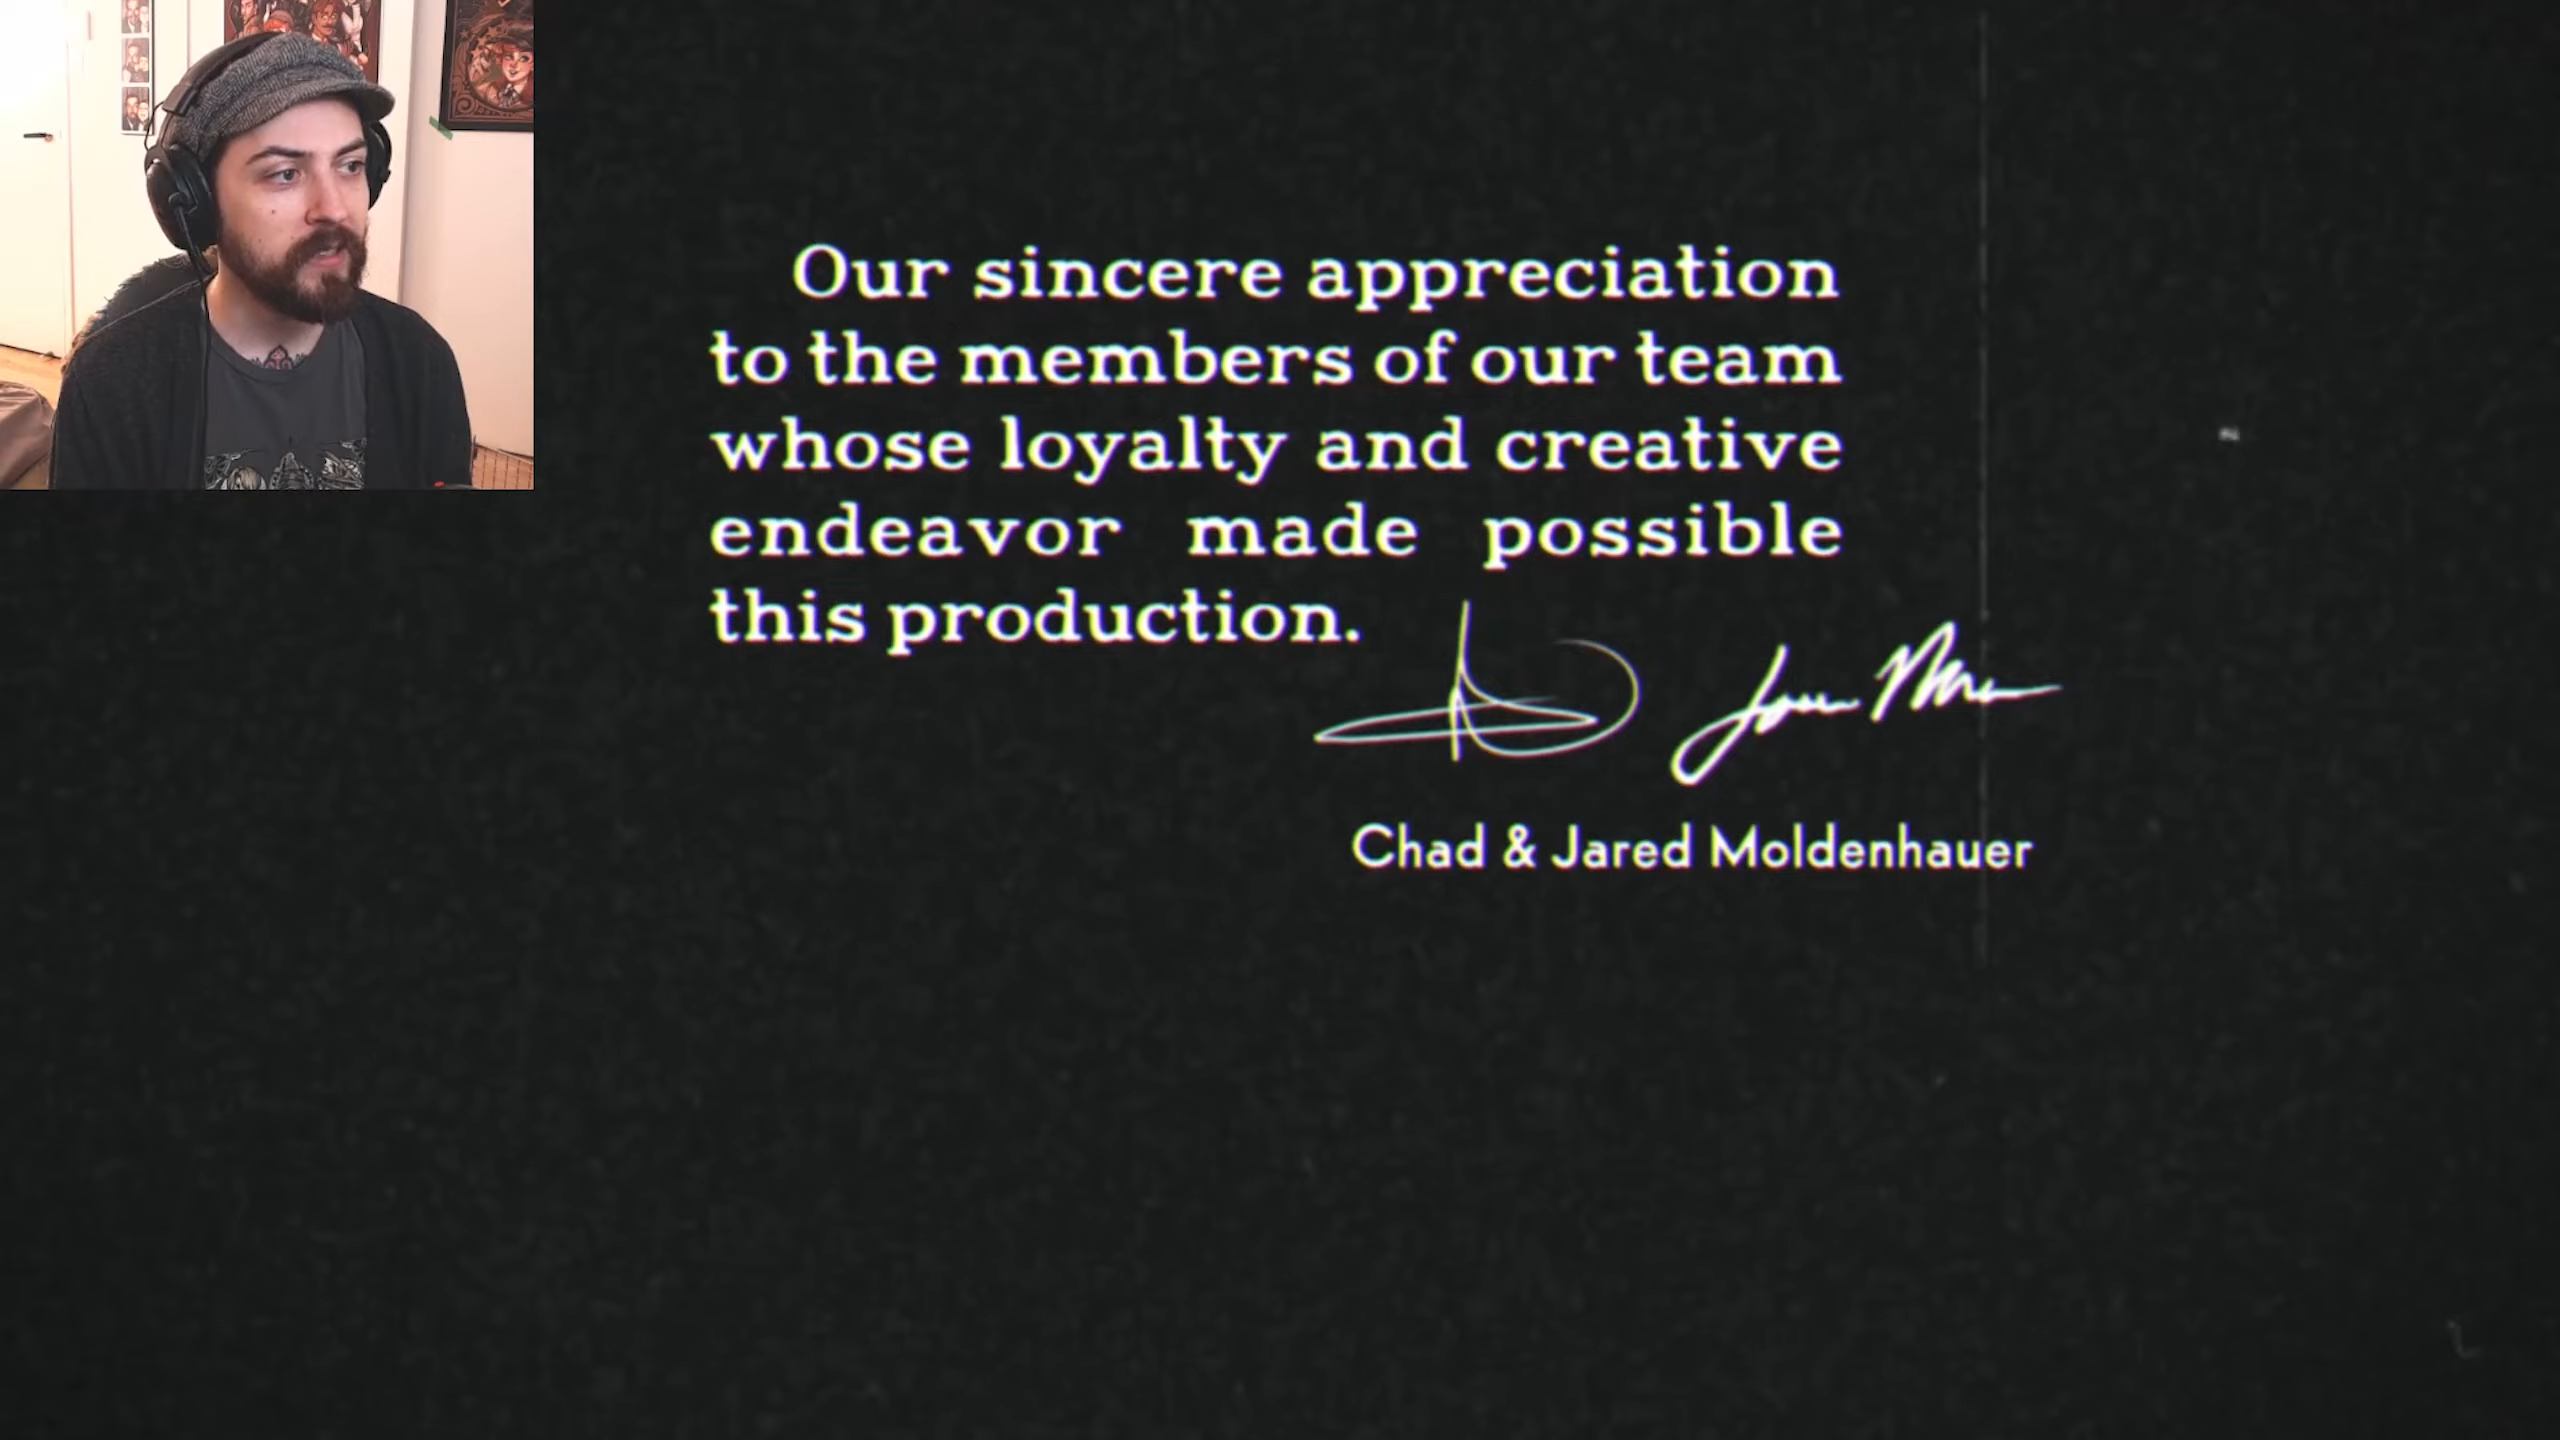 Our sincere appreciation
to the members of our team
whose loyalty and creative
endeavor made possible
this production.
Chad & Jared Moldenhauer